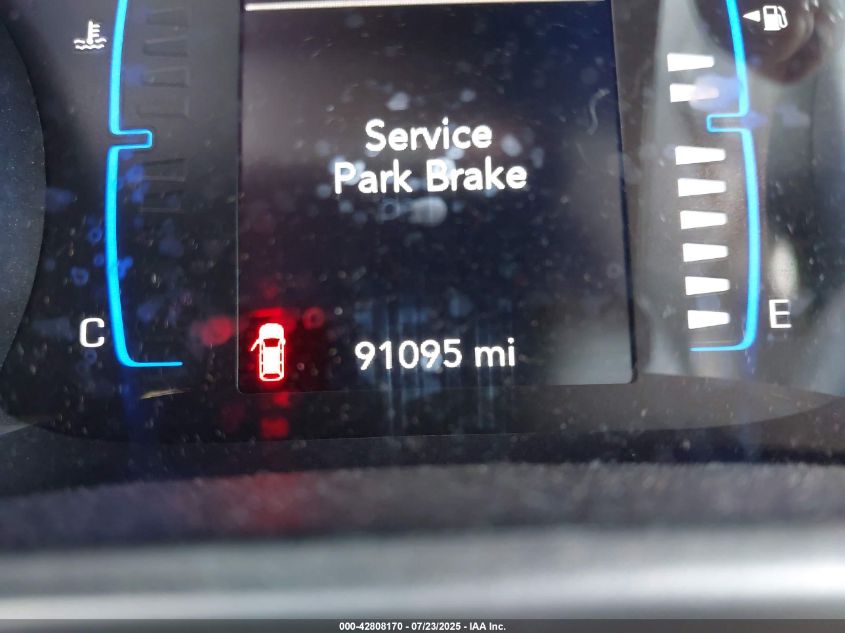 Service
Park Brake
C
E
91095 mi
000-42808170 - 07/23/2025 - IAA Inc.